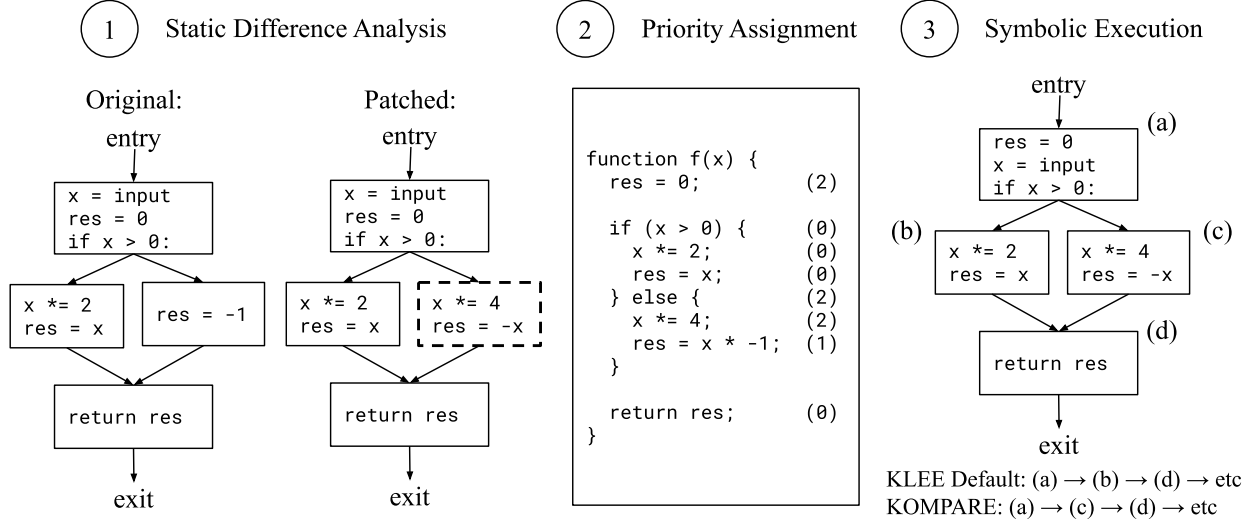 1 Static Difference Analysis
Original:
entry
x = input
res = 0
if x > 0:
x *= 2
res = x
res = -1
return res
exit
Patched:
entry
x = input
res = 0
if x > 0:
x *= 2
res = x
x *= 4
res = -x
return res
exit
2 Priority Assignment
function f(x) {
res = 0; (2)
if (x > 0) { (0)
x *= 2; (0)
res = x; (0)
} else { (2)
x *= 4; (2)
res = x * -1; (1)
}
return res; (0)
}
3 Symbolic Execution
entry
(a)
res = 0
x = input
if x > 0:
(b)
x *= 2
res = x
(c)
x *= 4
res = -x
(d)
return res
exit
KLEE Default: (a) → (b) → (d) → etc
KOMPARE: (a) → (c) → (d) → etc